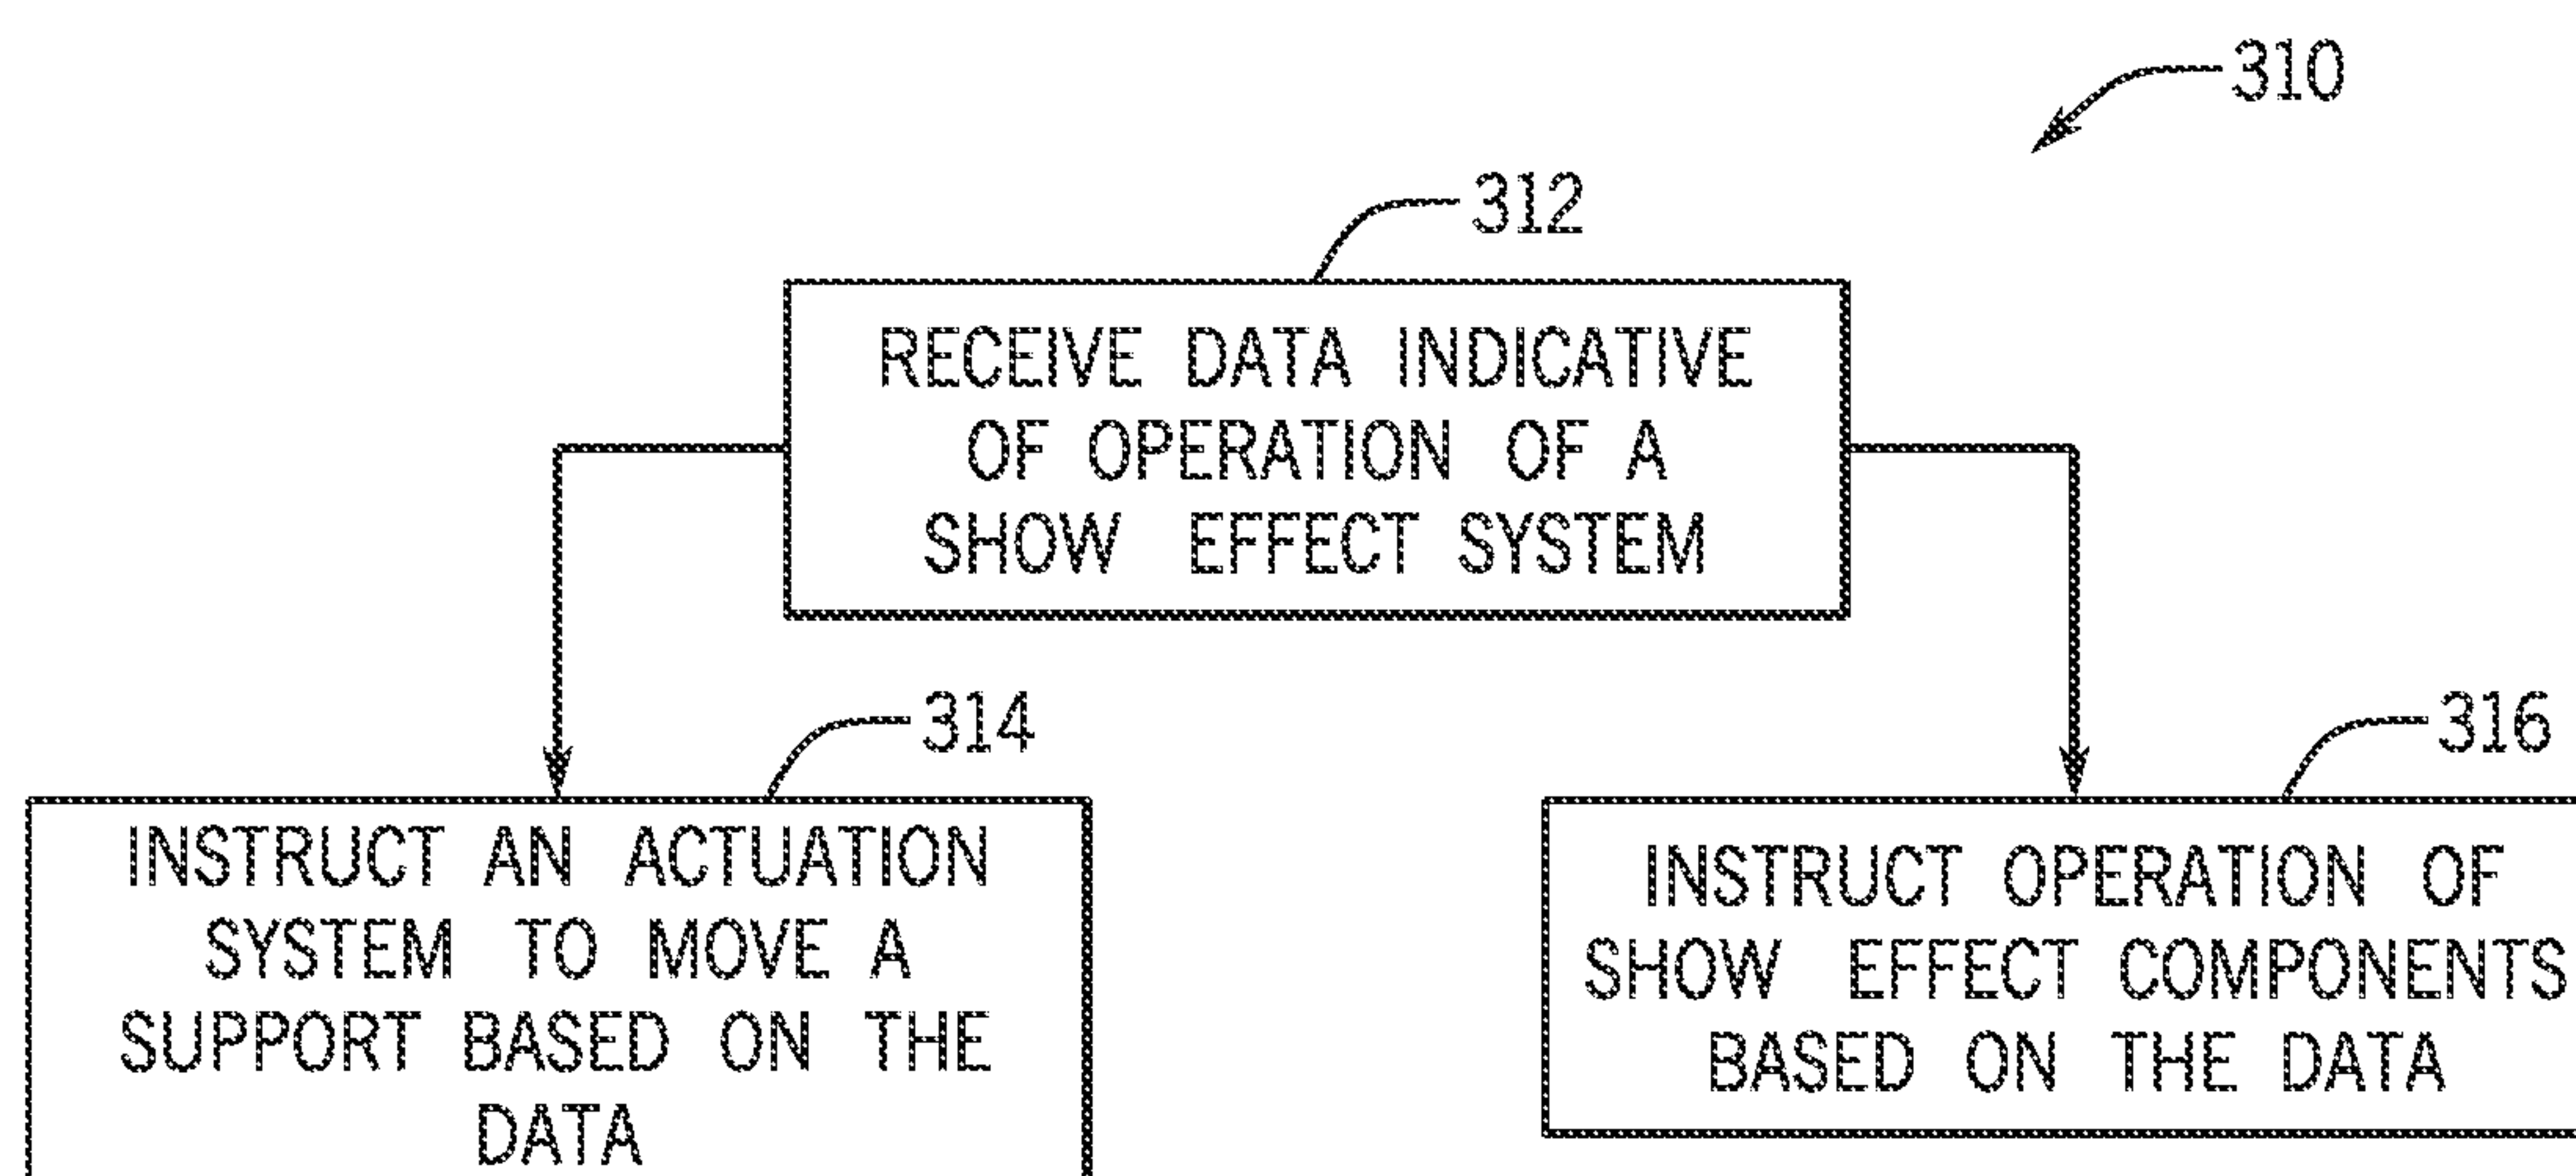 310
312
RECEIVE DATA INDICATIVE
OF OPERATION OF A
SHOW EFFECT SYSTEM
314
INSTRUCT AN ACTUATION
SYSTEM TO MOVE A
SUPPORT BASED ON THE
DATA
316
INSTRUCT OPERATION OF
SHOW EFFECT COMPONENTS
BASED ON THE DATA